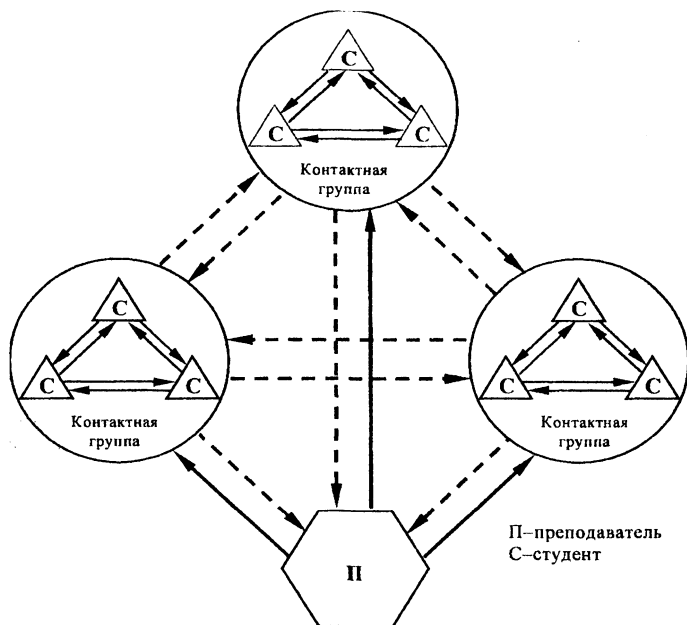 С
С
С
Контактная
группа
С
С
С
Контактная
группа
С
С
С
Контактная
группа
П
П–преподаватель
С–студент